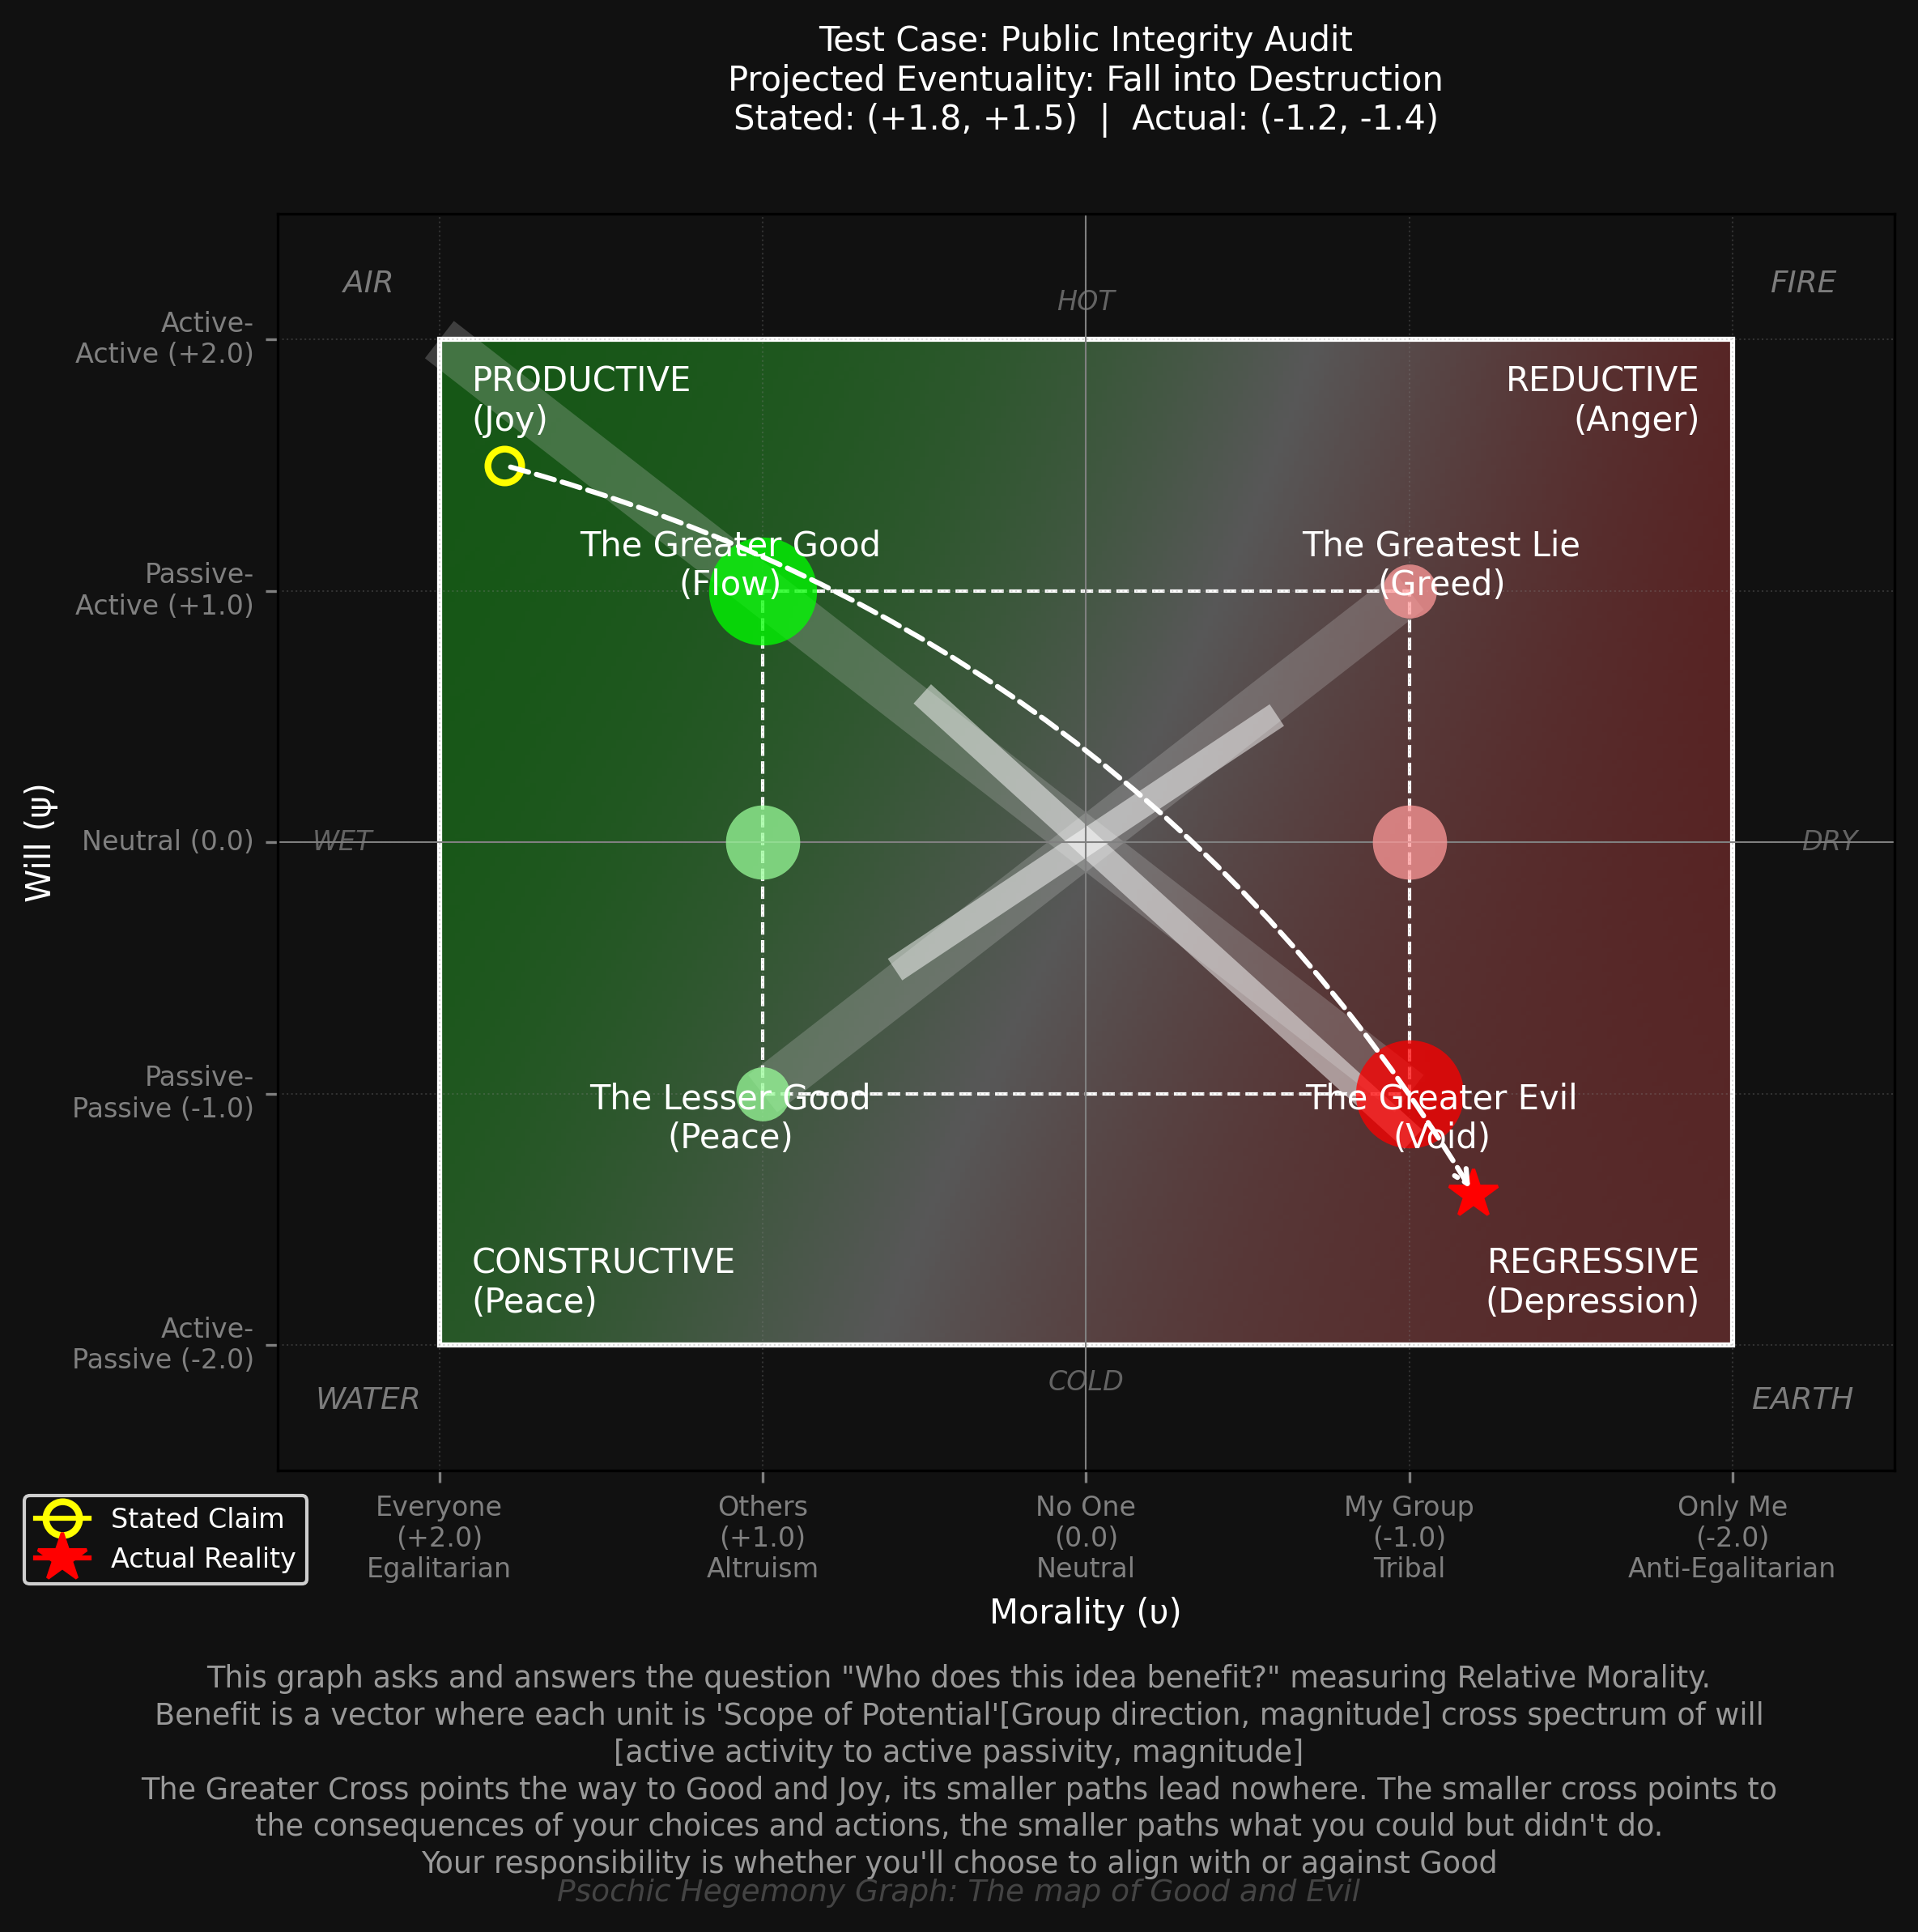 Test Case: Public Integrity Audit
Projected Eventuality: Fall into Destruction
Stated: (+1.8, +1.5)  |  Actual: (-1.2, -1.4)
AIR
FIRE
HOT
Active-
Active (+2.0)
PRODUCTIVE
(Joy)
REDUCTIVE
(Anger)
The Greater Good
(Flow)
The Greatest Lie
(Greed)
Passive-
Active (+1.0)
Will (ψ)
Neutral (0.0)
WET
DRY
Passive-
Passive (-1.0)
The Lesser Good
(Peace)
The Greater Evil
(Void)
CONSTRUCTIVE
(Peace)
REGRESSIVE
(Depression)
Active-
Passive (-2.0)
WATER
COLD
EARTH
Stated Claim
Actual Reality
Everyone
(+2.0)
Egalitarian
Others
(+1.0)
Altruism
No One
(0.0)
Neutral
My Group
(-1.0)
Tribal
Only Me
(-2.0)
Anti-Egalitarian
Morality (υ)
This graph asks and answers the question "Who does this idea benefit?" measuring Relative Morality.
Benefit is a vector where each unit is 'Scope of Potential'[Group direction, magnitude] cross spectrum of will
[active activity to active passivity, magnitude]
The Greater Cross points the way to Good and Joy, its smaller paths lead nowhere. The smaller cross points to
the consequences of your choices and actions, the smaller paths what you could but didn't do.
Your responsibility is whether you'll choose to align with or against Good
Psochic Hegemony Graph: The map of Good and Evil